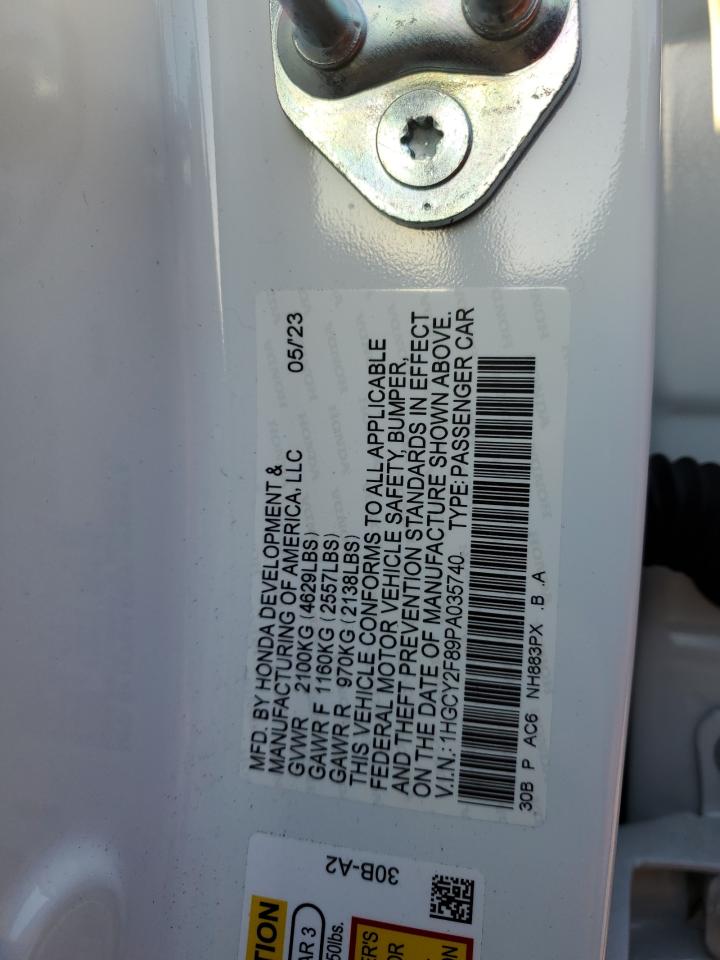 MFD. BY HONDA DEVELOPMENT &
MANUFACTURING OF AMERICA, LLC 05/'23
GVWR 2100KG (4629LBS)
GAWR F 1160KG (2557LBS)
GAWR R 970KG (2138LBS)
THIS VEHICLE CONFORMS TO ALL APPLICABLE
FEDERAL MOTOR VEHICLE SAFETY, BUMPER,
AND THEFT PREVENTION STANDARDS IN EFFECT
ON THE DATE OF MANUFACTURE SHOWN ABOVE.
V.I.N.: 1HGCY2F89PA035740 TYPE: PASSENGER CAR
30B P AC6 NH883PX .B .A
30B-A2